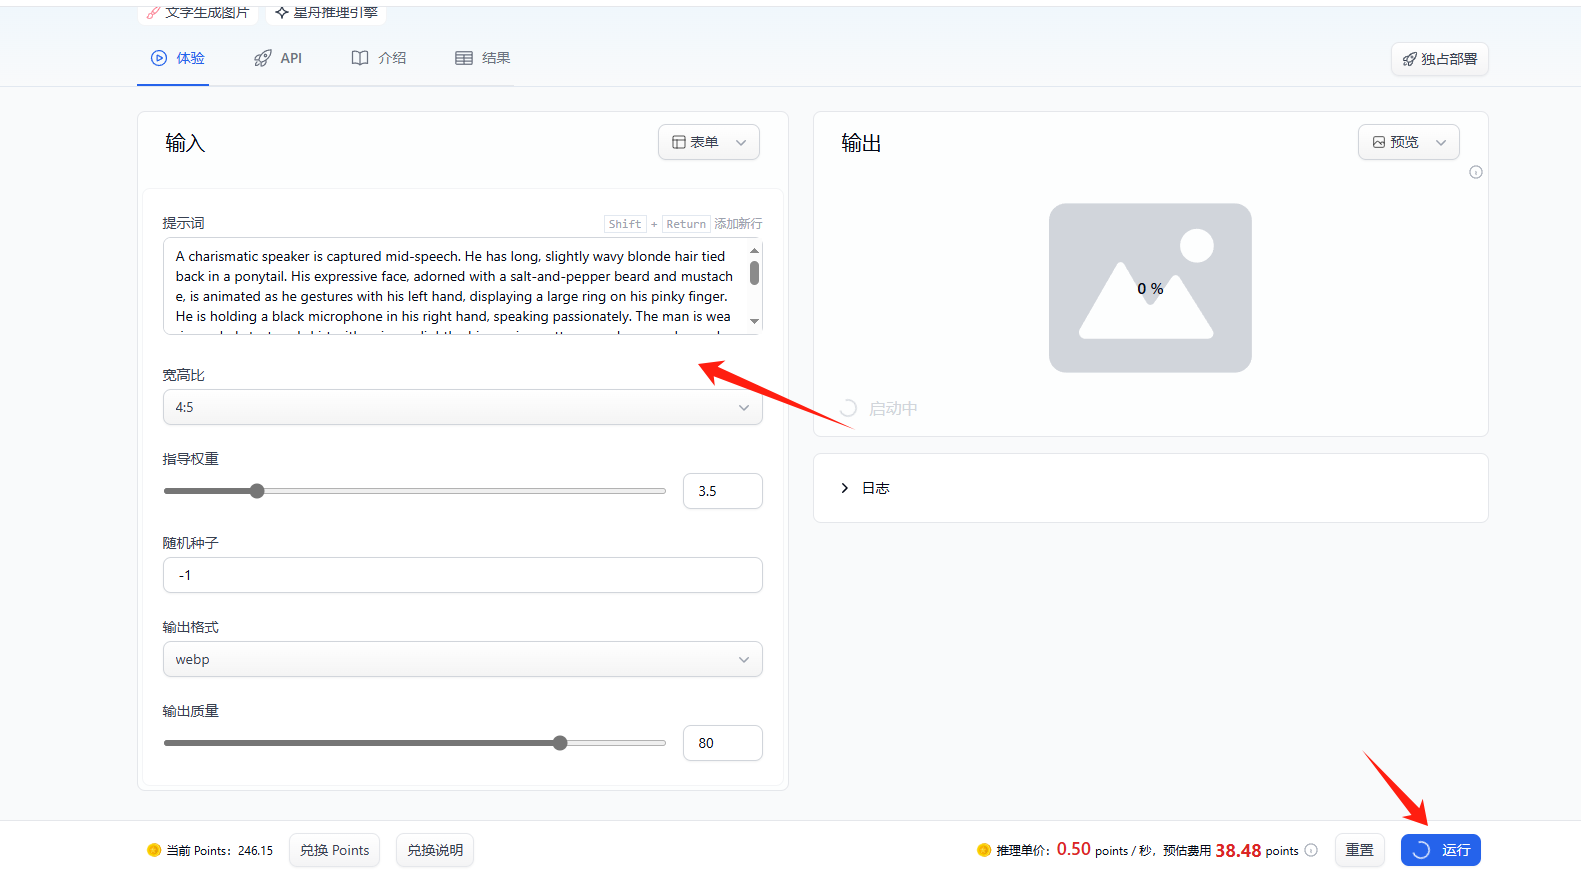 文字生成图片
星舟推理引擎
体验
API
介绍
结果
独占部署
输入
表单
提示词
Shift + Return 添加新行
A charismatic speaker is captured mid-speech. He has long, slightly wavy blonde hair tied
back in a ponytail. His expressive face, adorned with a salt-and-pepper beard and mustach
e, is animated as he gestures with his left hand, displaying a large ring on his pinky finger.
He is holding a black microphone in his right hand, speaking passionately. The man is wea
宽高比
4:5
指导权重
3.5
随机种子
-1
输出格式
webp
输出质量
80
输出
预览
0 %
启动中
日志
当前 Points: 246.15
兑换 Points
兑换说明
推理单价: 0.50 points / 秒, 预估费用 38.48 points
重置
运行